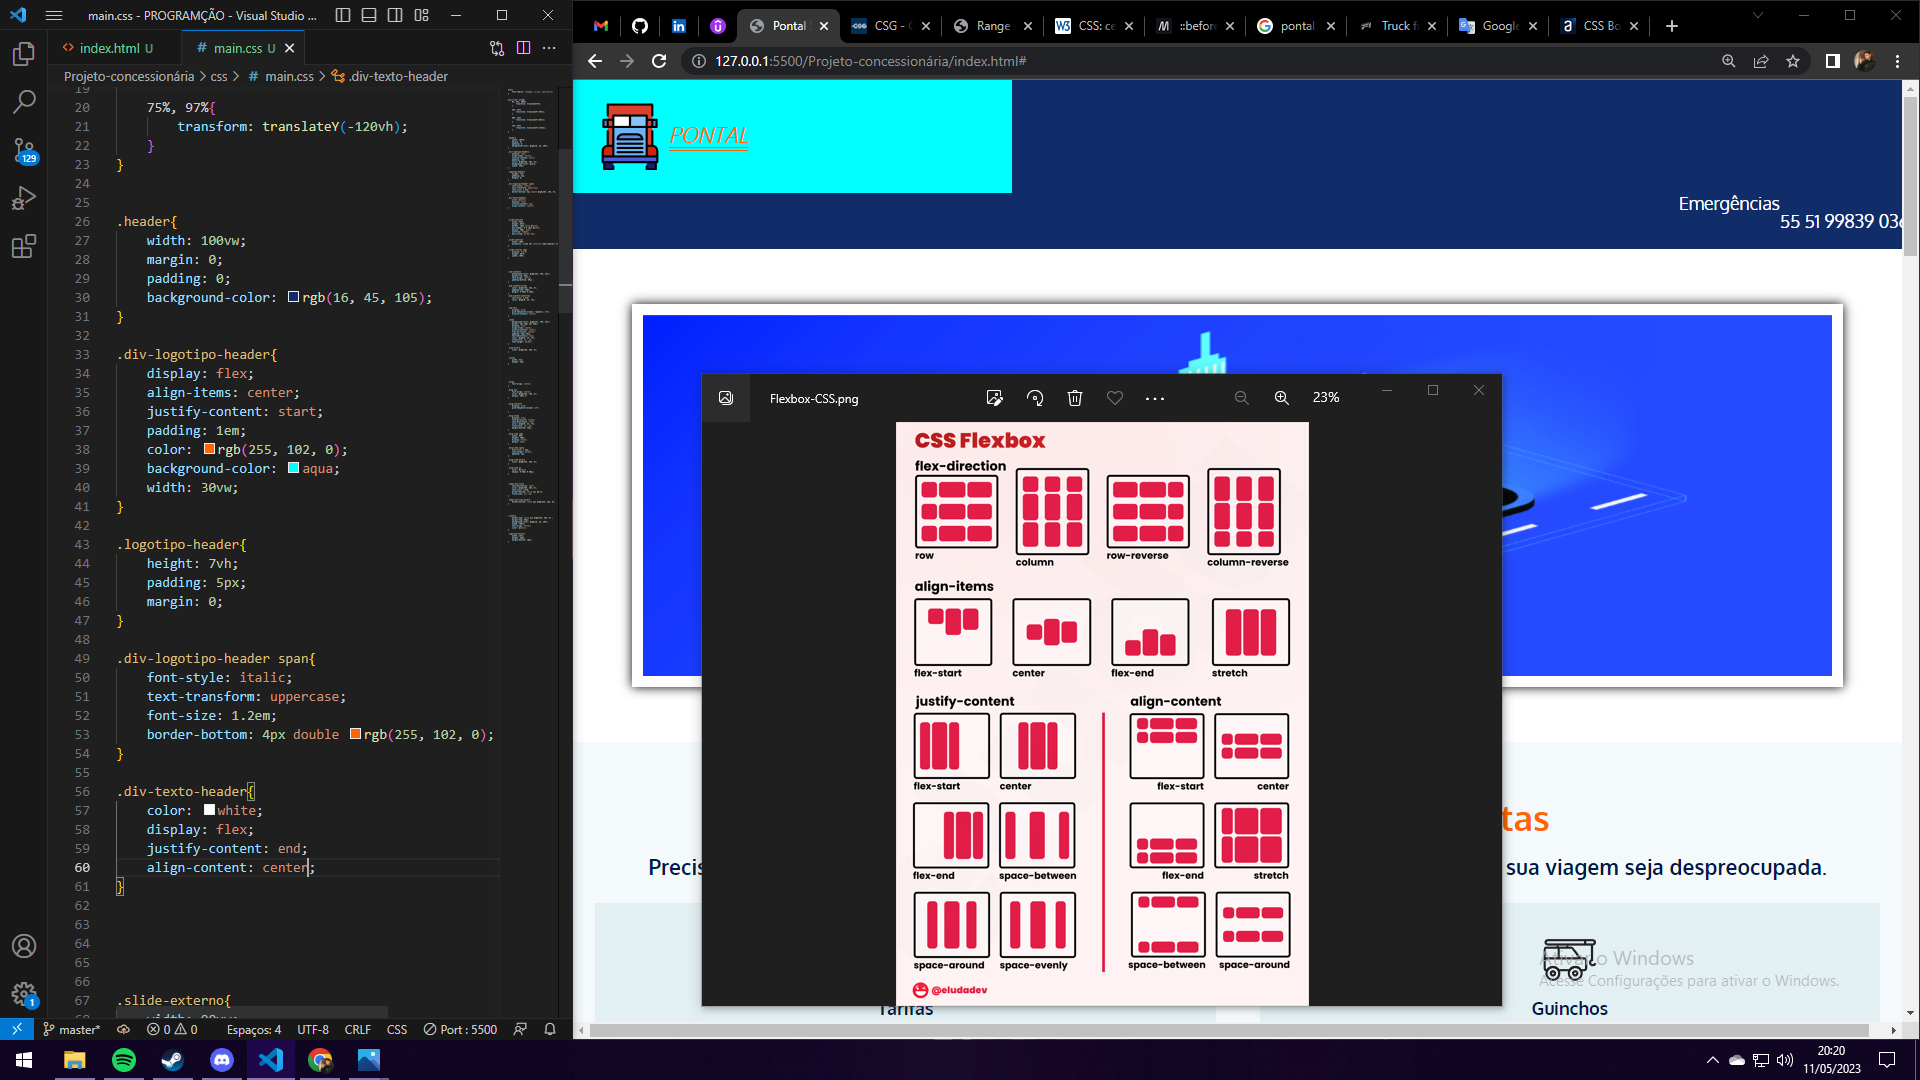 main.css - PROGRAMÇÃO - Visual Studio ...
index.html U
# main.css U
Projeto-concessionária > css > # main.css > .div-texto-header
19
20 75%, 97%{
21 transform: translateY(-120vh);
22 }
23 }
24
25
26 .header{
27 width: 100vw;
28 margin: 0;
29 padding: 0;
30 background-color: rgb(16, 45, 105);
31 }
32
33 .div-logotipo-header{
34 display: flex;
35 align-items: center;
36 justify-content: start;
37 padding: 1em;
38 color: rgb(255, 102, 0);
39 background-color: aqua;
40 width: 30vw;
41 }
42
43 .logotipo-header{
44 height: 7vh;
45 padding: 5px;
46 margin: 0;
47 }
48
49 .div-logotipo-header span{
50 font-style: italic;
51 text-transform: uppercase;
52 font-size: 1.2em;
53 border-bottom: 4px double rgb(255, 102, 0);
54 }
55
56 .div-texto-header{
57 color: white;
58 display: flex;
59 justify-content: end;
60 align-content: center;
61 }
62
63
64
65
66
67 .slide-externo{
129
1
master* 0 0 Espaços: 4 UTF-8 CRLF CSS Port : 5500
Pontal
CSG - C
Range
CSS: ce
::before
pontal
Truck f
Google
CSS Bo
127.0.0.1:5500/Projeto-concessionária/index.html#
PONTAL
Emergências
55 51 99839 036
Flexbox-CSS.png
23%
CSS Flexbox
flex-direction
row
column
row-reverse
column-reverse
align-items
flex-start
center
flex-end
stretch
justify-content
flex-start
center
flex-end
space-between
space-around
space-evenly
align-content
flex-start
center
flex-end
stretch
space-between
space-around
@eludadev
tas
Precis
sua viagem seja despreocupada.
Tarifas
Guinchos
Ativar o Windows
Acesse Configurações para ativar o Windows.
20:20
11/05/2023